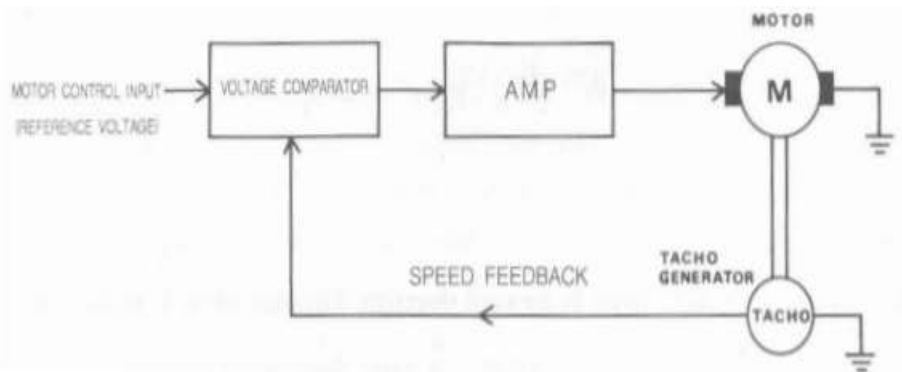 MOTOR
MOTOR CONTROL INPUT
(REFERENCE VOLTAGE)
VOLTAGE COMPARATOR
AMP
M
SPEED FEEDBACK
TACHO
GENERATOR
TACHO